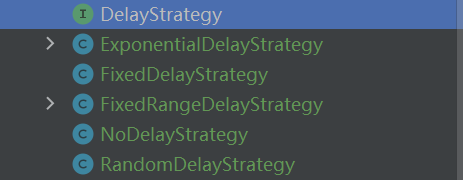 I DelayStrategy
C ExponentialDelayStrategy
C FixedDelayStrategy
C FixedRangeDelayStrategy
C NoDelayStrategy
C RandomDelayStrategy